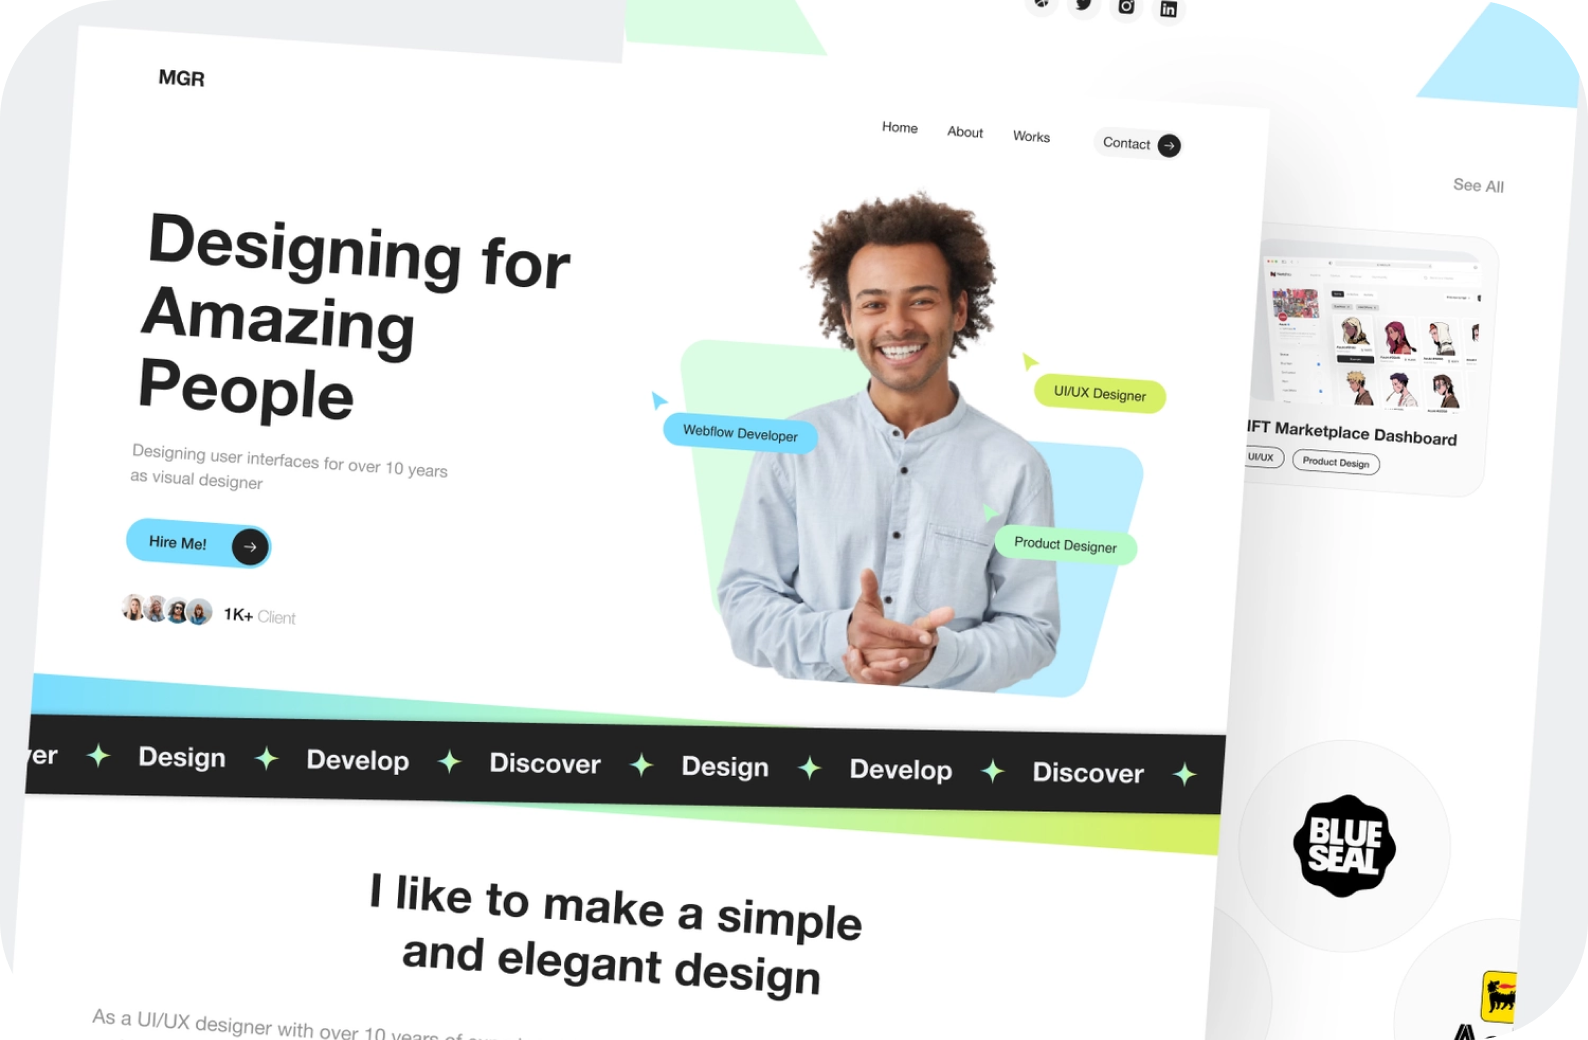 MGR
Home
About
Works
Contact
Designing for
Amazing
People
Designing user interfaces for over 10 years
as visual designer
Hire Me!
1K+ Client
Webflow Developer
UI/UX Designer
Product Designer
Design
Develop
Discover
Design
Develop
Discover
I like to make a simple
and elegant design
As a UI/UX designer with over 10 years of
See All
Marketplace Dashboard
UI/UX
Product Design
BLUE
SEAL